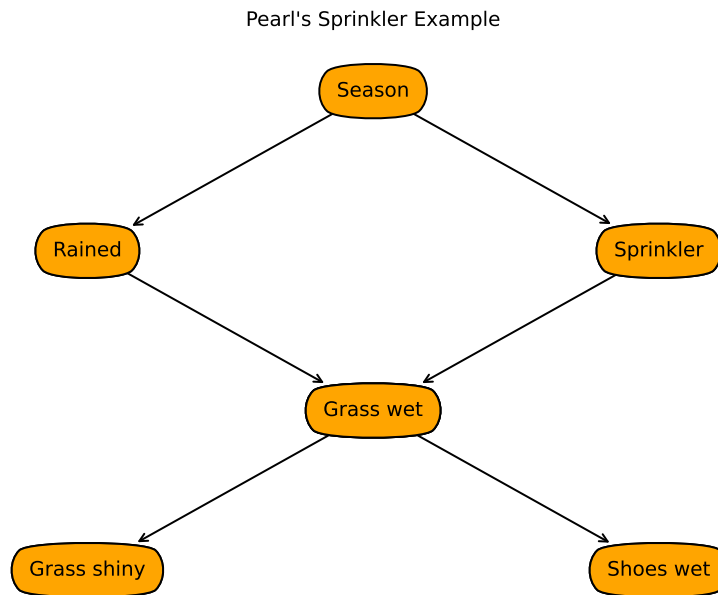 Pearl's Sprinkler Example
Season
Rained
Sprinkler
Grass wet
Grass shiny
Shoes wet